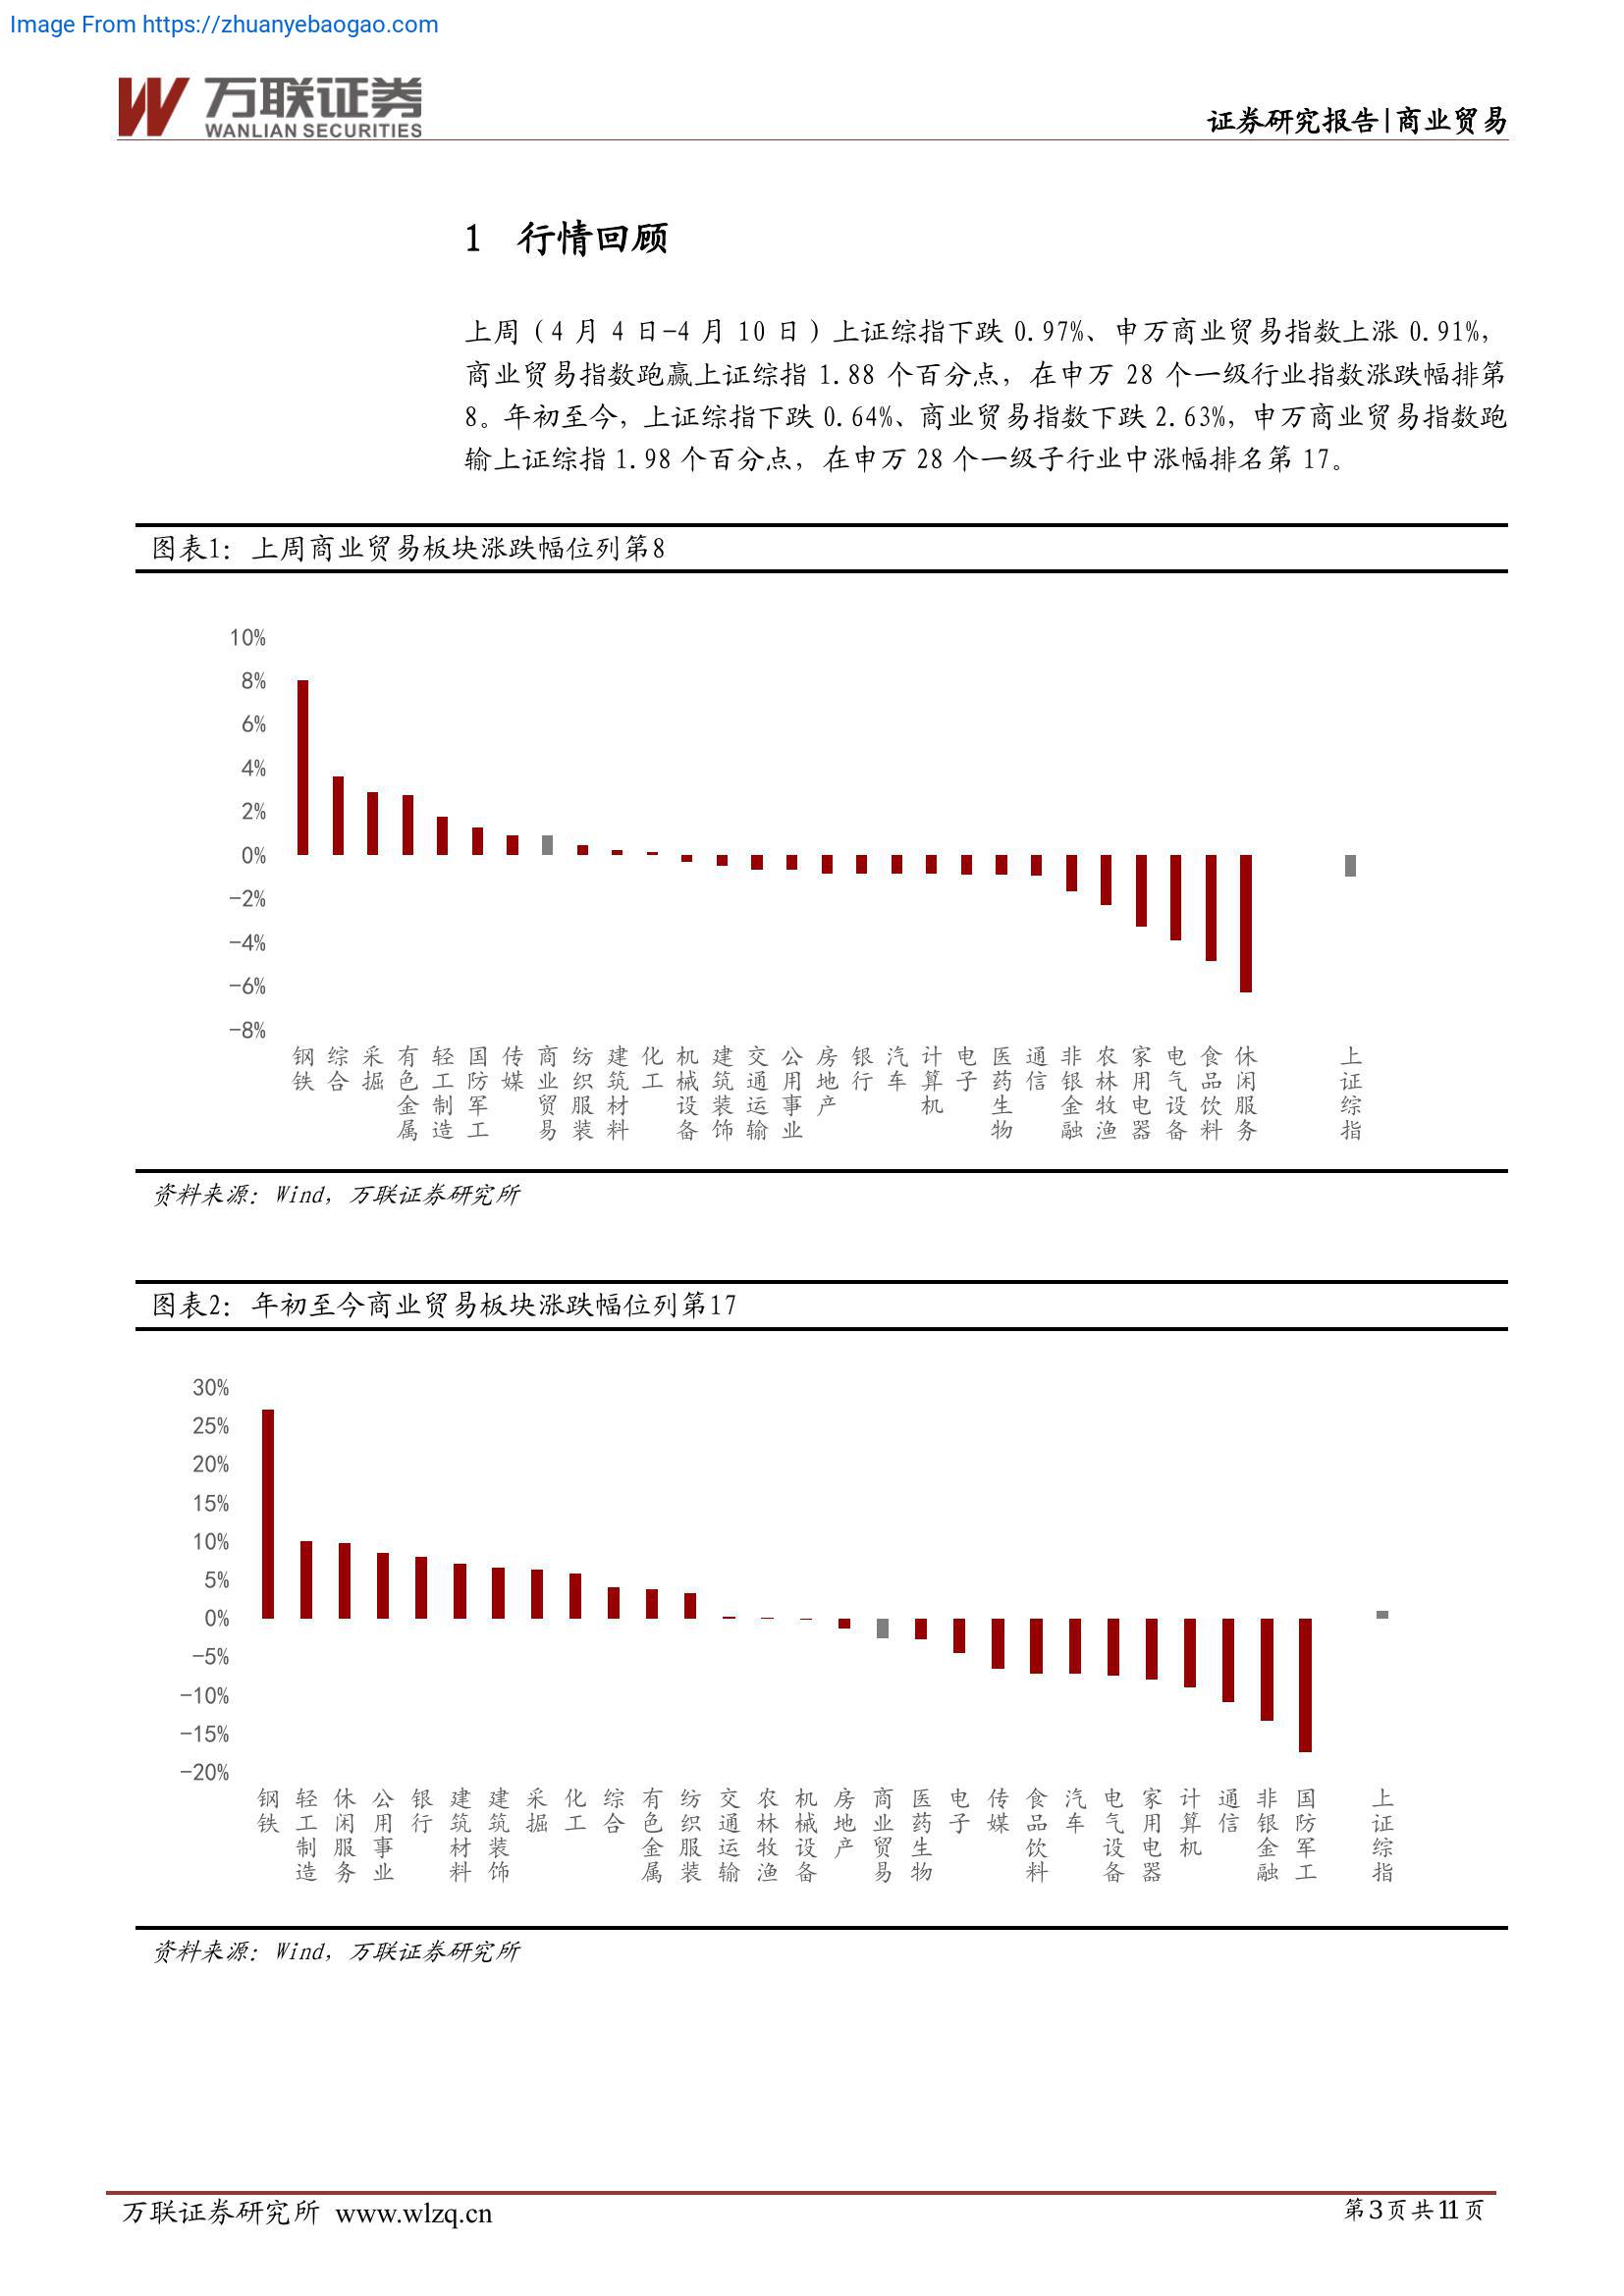 Image From https://zhuanyebaogao.com
万联证券
WANLIAN SECURITIES
证券研究报告|商业贸易
1 行情回顾
上周（4 月 4 日-4 月 10 日）上证综指下跌 0.97%、申万商业贸易指数上涨 0.91%，
商业贸易指数跑赢上证综指 1.88 个百分点，在申万 28 个一级行业指数涨跌幅排第
8。年初至今，上证综指下跌 0.64%、商业贸易指数下跌 2.63%，申万商业贸易指数跑
输上证综指 1.98 个百分点，在申万 28 个一级子行业中涨幅排名第 17。
图表1：上周商业贸易板块涨跌幅位列第8
10%
8%
6%
4%
2%
0%
-2%
-4%
-6%
-8%
钢铁
综合
采掘
有色金属
轻工制造
国防军工
传媒
商业贸易
纺织服装
建筑材料
化工
机械设备
建筑装饰
交通运输
公用事业
房地产
银行
汽车
计算机
电子
医药生物
通信
非银金融
农林牧渔
家用电器
电气设备
食品饮料
休闲服务
上证综指
资料来源：Wind，万联证券研究所
图表2：年初至今商业贸易板块涨跌幅位列第17
30%
25%
20%
15%
10%
5%
0%
-5%
-10%
-15%
-20%
钢铁
轻工制造
休闲服务
公用事业
银行
建筑材料
建筑装饰
采掘
化工
综合
有色金属
纺织服装
交通运输
农林牧渔
机械设备
房地产
商业贸易
医药生物
电子
传媒
食品饮料
汽车
电气设备
家用电器
计算机
通信
非银金融
国防军工
上证综指
资料来源：Wind，万联证券研究所
万联证券研究所 www.wlzq.cn
第3页共11页